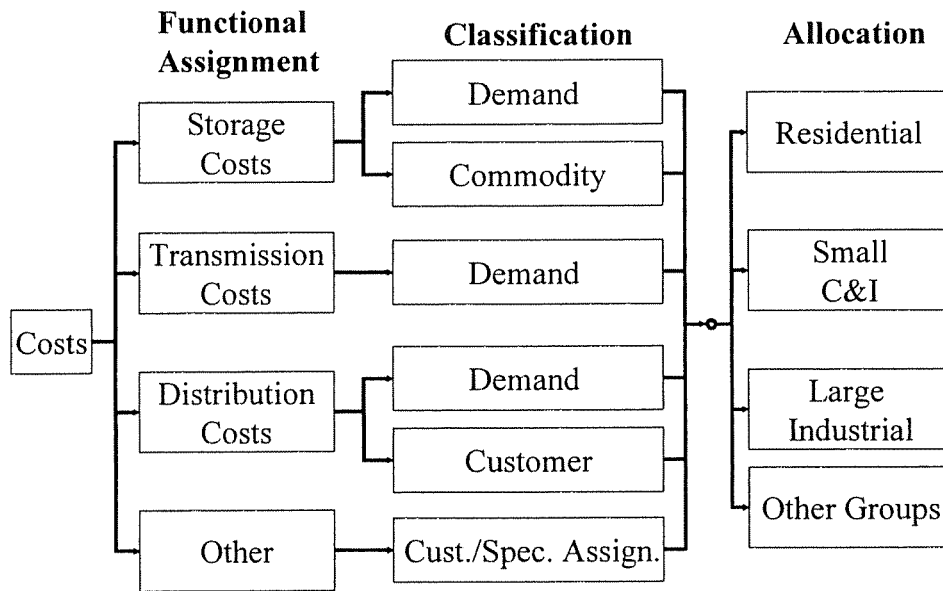 Functional
Assignment
Classification
Allocation
Costs
Storage
Costs
Transmission
Costs
Distribution
Costs
Other
Demand
Commodity
Demand
Demand
Customer
Cust./Spec. Assign.
Residential
Small
C&I
Large
Industrial
Other Groups